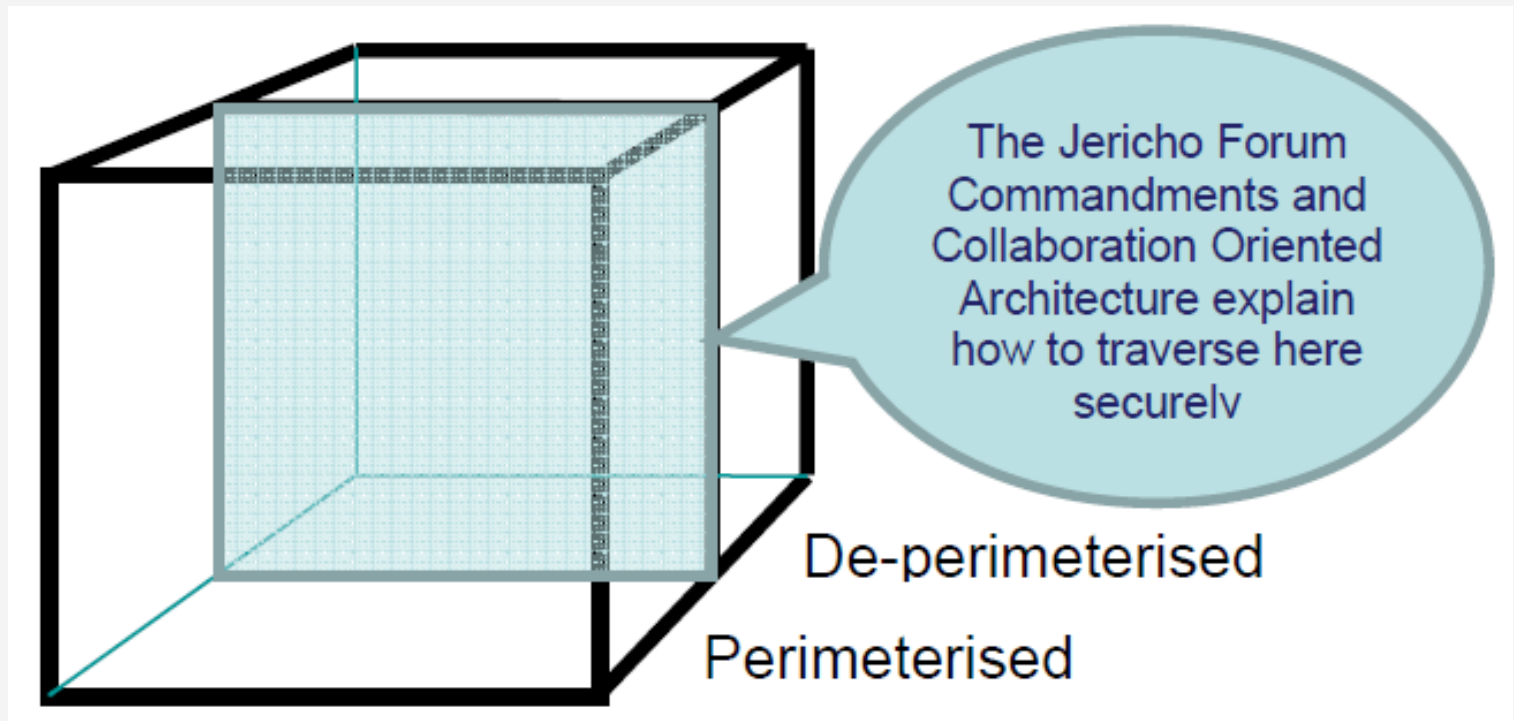 The Jericho Forum
Commandments and
Collaboration Oriented
Architecture explain
how to traverse here
securely
De-perimeterised
Perimeterised